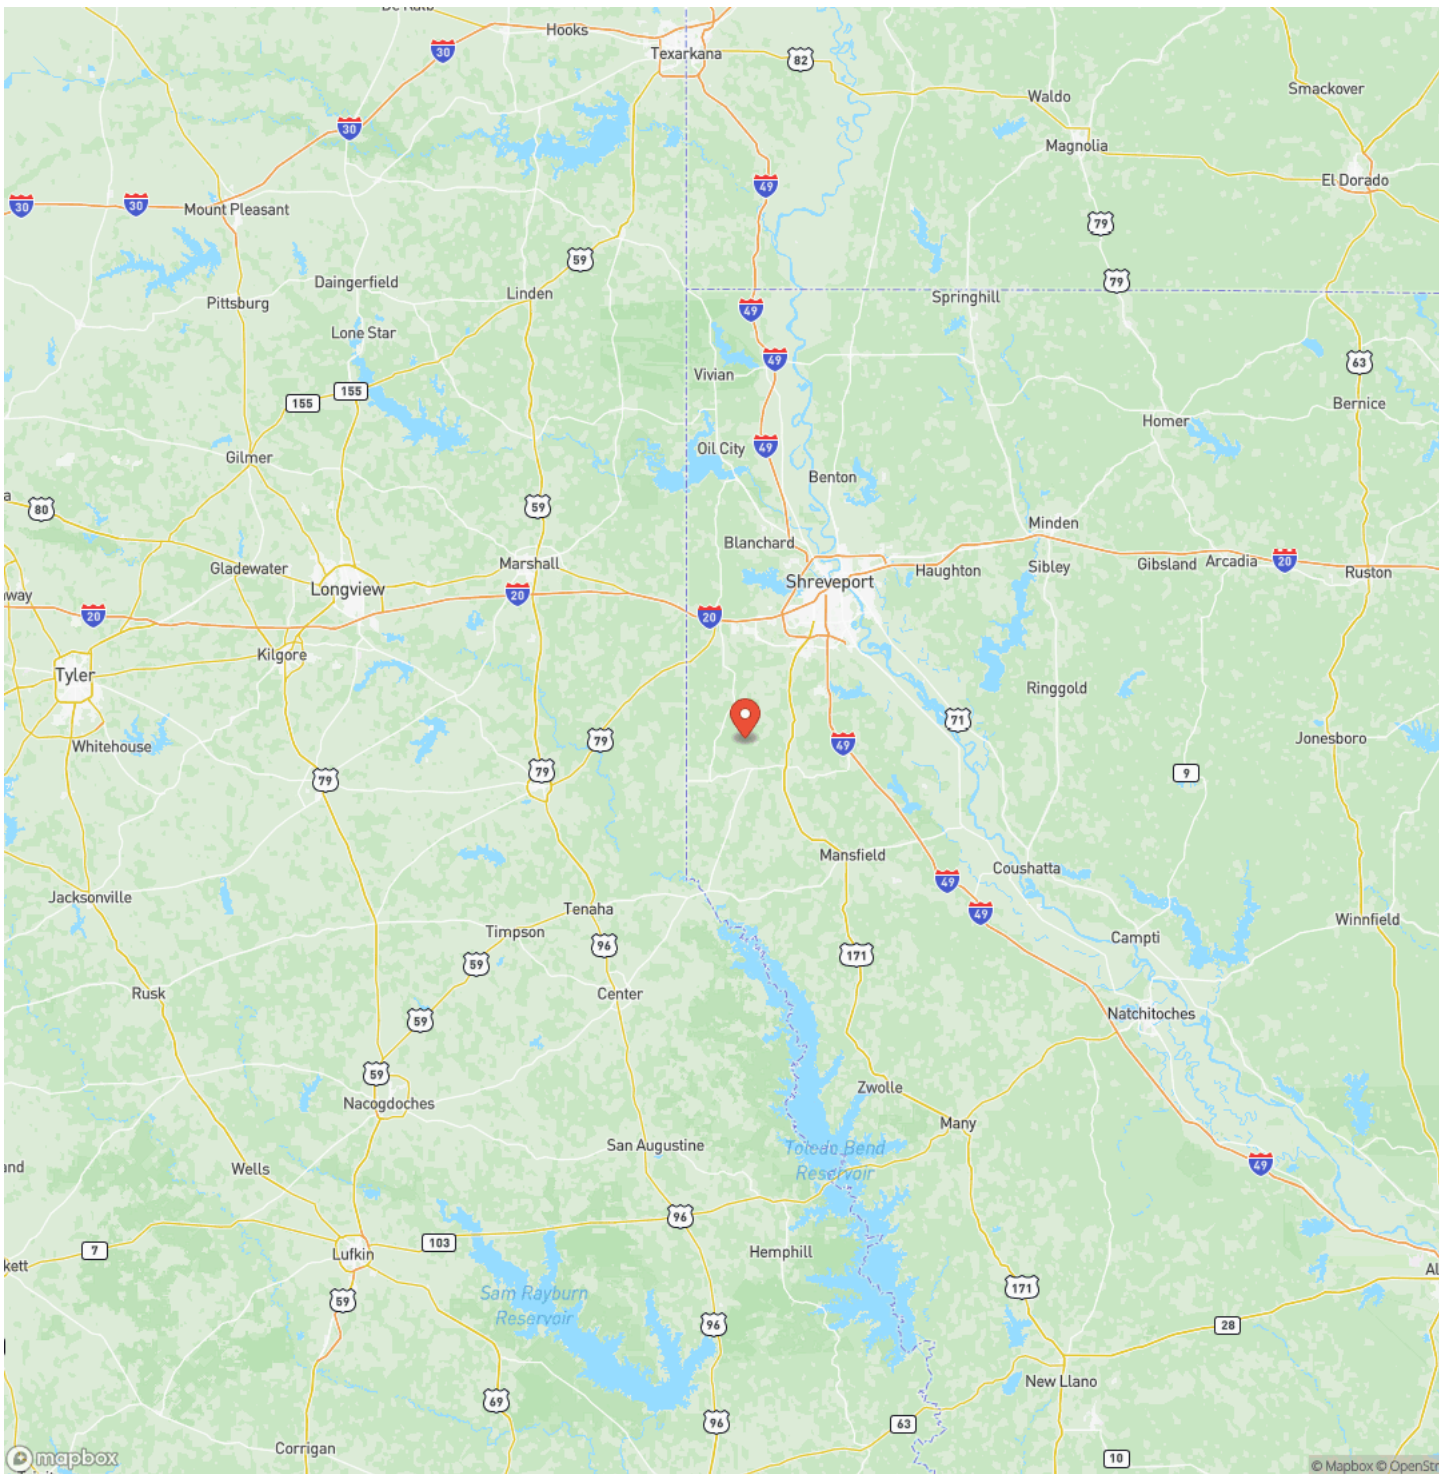 De Kalb
Hooks
Texarkana
30
82
Smackover
Waldo
30
Magnolia
49
El Dorado
30
30
Mount Pleasant
79
59
Daingerfield
79
Linden
Springhill
Pittsburg
49
Lone Star
49
63
Vivian
155
155
Bernice
Homer
Oil City
49
Gilmer
Benton
a
80
59
Minden
Blanchard
Marshall
Gibsland
Arcadia
20
Gladewater
Haughton
Sibley
Ruston
Longview
Shreveport
way
20
20
20
Kilgore
Tyler
Ringgold
71
Whitehouse
79
49
Jonesboro
79
79
9
Mansfield
Coushatta
49
Jacksonville
Tenaha
49
Winnfield
Timpson
96
Campti
59
171
Rusk
Center
59
Natchitoches
59
Zwolle
Nacogdoches
Many
San Augustine
Toledo Bend
Reservoir
and
Wells
49
96
7
103
Lufkin
Hemphill
kett
Al
Sam Rayburn
Reservoir
59
171
96
28
New Llano
69
96
63
Corrigan
10
mapbox
© Mapbox © OpenStr